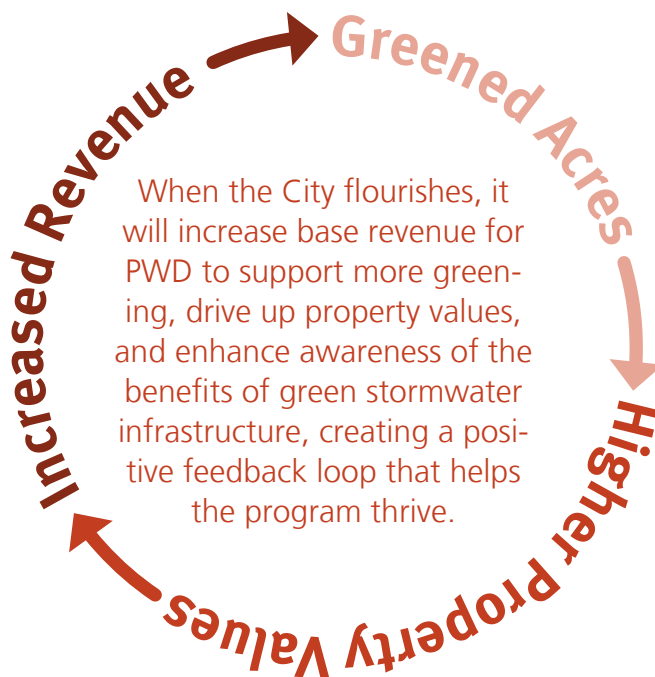 Greened Acres
Higher Property Values
Increased Revenue
When the City flourishes, it
will increase base revenue for
PWD to support more green-
ing, drive up property values,
and enhance awareness of the
benefits of green stormwater
infrastructure, creating a posi-
tive feedback loop that helps
the program thrive.